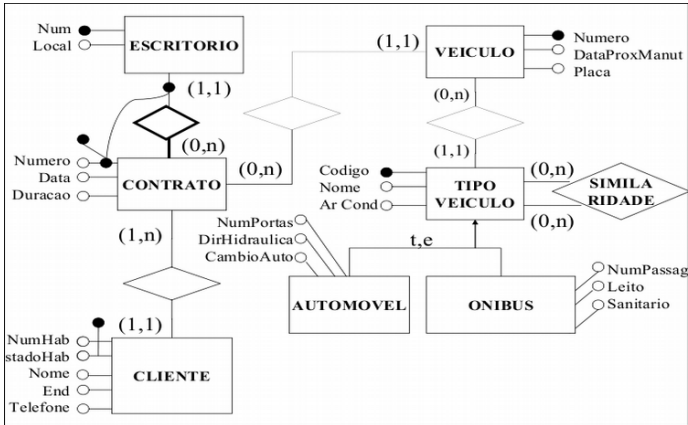 Num
Local
ESCRITORIO
(1,1)
(0,n)
Numero
Data
Duracao
CONTRATO
(0,n)
(1,n)
(1,1)
NumHab
stadoHab
Nome
End
Telefone
CLIENTE
(1,1)
VEICULO
Numero
DataProxManut
Placa
(0,n)
(1,1)
Codigo
Nome
Ar Cond
TIPO
VEICULO
(0,n)
(0,n)
SIMILA
RIDADE
t,e
NumPortas
DirHidraulica
CambioAuto
AUTOMOVEL
ONIBUS
NumPassag
Leito
Sanitario